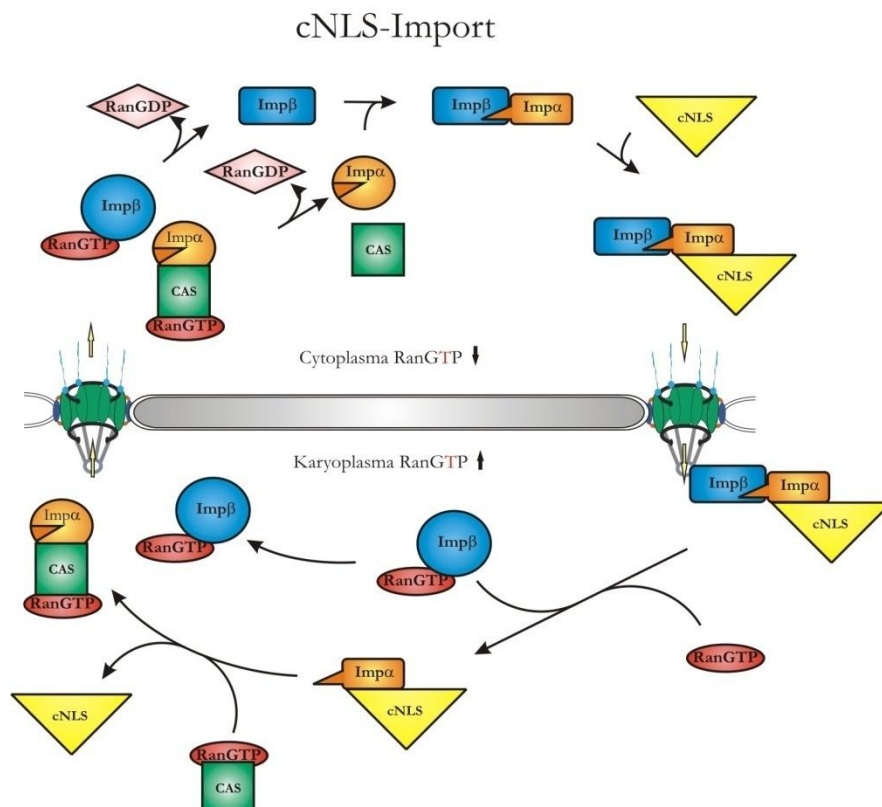 cNLS-Import
RanGDP
Impβ
Impβ
Impα
cNLS
RanGDP
Impα
Impβ
RanGTP
Impα
CAS
RanGTP
CAS
Impβ
Impα
cNLS
Cytoplasma RanGTP
Karyoplasma RanGTP
Impβ
Impα
cNLS
Impα
CAS
RanGTP
Impβ
RanGTP
Impβ
RanGTP
RanGTP
Impα
cNLS
cNLS
RanGTP
CAS